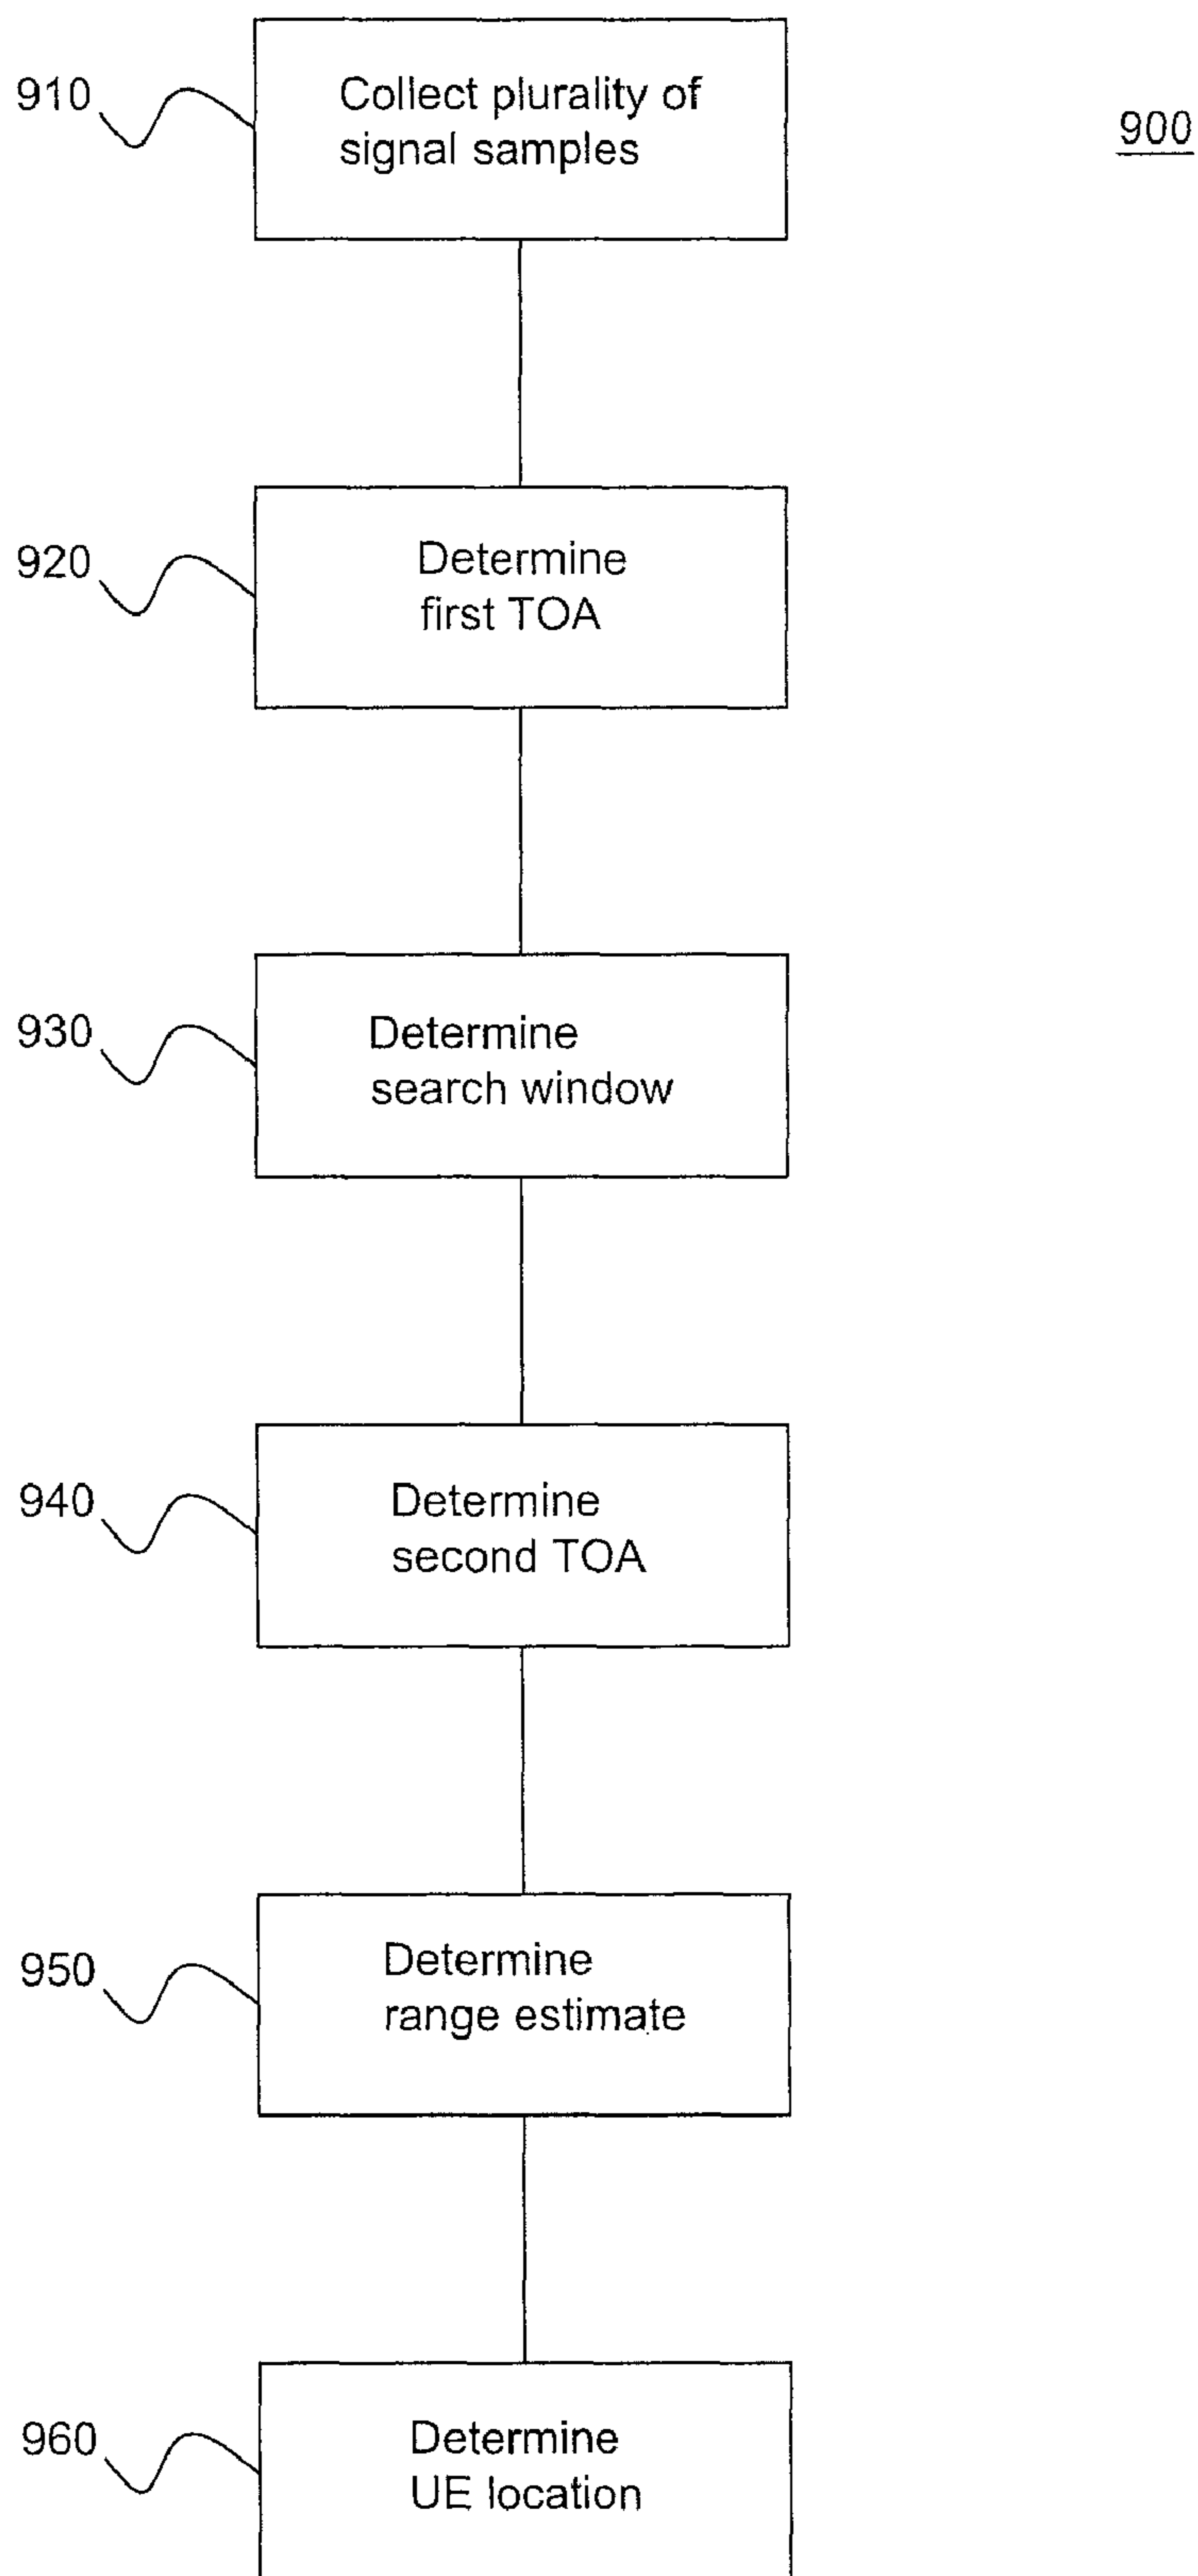 910
Collect plurality of
signal samples
900
920
Determine
first TOA
930
Determine
search window
940
Determine
second TOA
950
Determine
range estimate
960
Determine
UE location